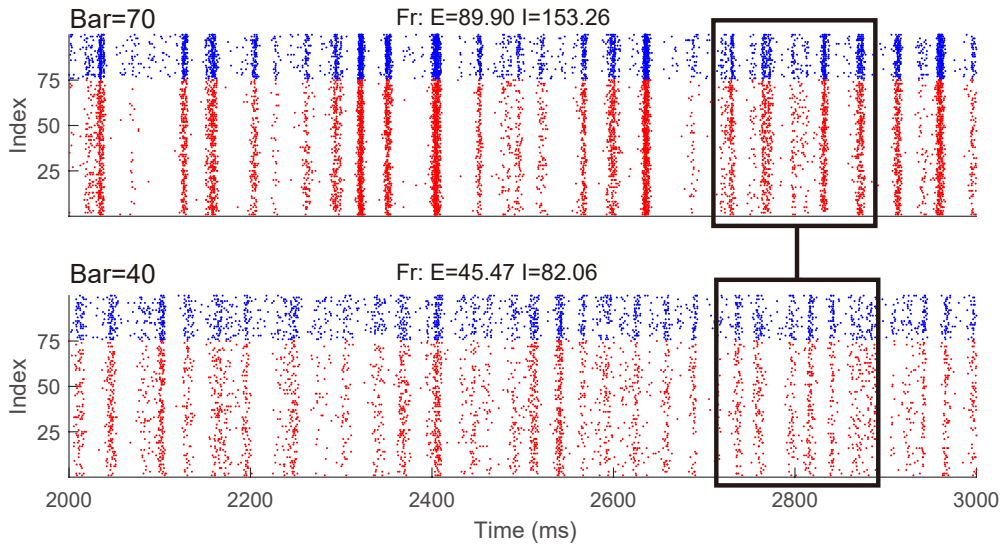 Bar=70
Fr: E=89.90 I=153.26
75
50
25
Index
Bar=40
Fr: E=45.47 I=82.06
75
50
25
Index
2000 2200 2400 2600 2800 3000
Time (ms)